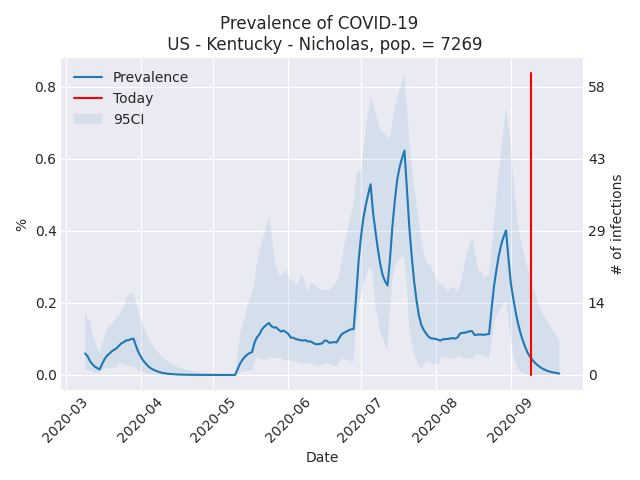 Prevalence of COVID-19
US - Kentucky - Nicholas, pop. = 7269
Prevalence
Today
95CI
0.8
0.6
0.4
0.2
0.0
%
58
43
29
14
0
# of infections
2020-03
2020-04
2020-05
2020-06
2020-07
2020-08
2020-09
Date